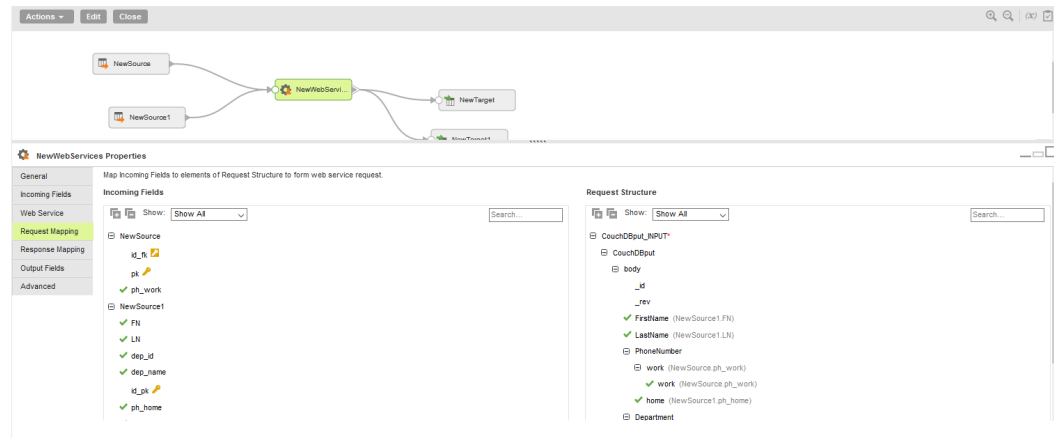 Actions Edit Close
(x)
NewSource
NewWebServi...
NewTarget
NewSource1
NewTarget1
NewWebServices Properties
General
Incoming Fields
Web Service
Request Mapping
Response Mapping
Output Fields
Advanced
Map Incoming Fields to elements of Request Structure to form web service request.
Incoming Fields
Show: Show All Search...
NewSource
id_fk
pk
ph_work
NewSource1
FN
LN
dep_id
dep_name
id_pk
ph_home
Request Structure
Show: Show All Search...
CouchDBput_INPUT*
CouchDBput
body
_id
_rev
FirstName (NewSource1.FN)
LastName (NewSource1.LN)
PhoneNumber
work (NewSource.ph_work)
work (NewSource.ph_work)
home (NewSource1.ph_home)
Department